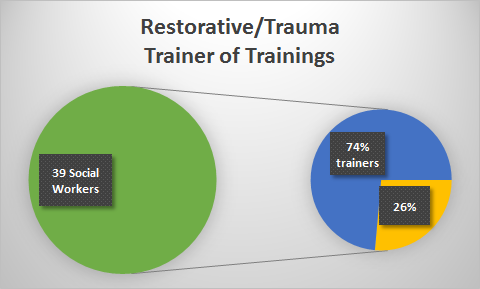 Restorative/Trauma
Trainer of Trainings
39 Social
Workers
74%
trainers
26%